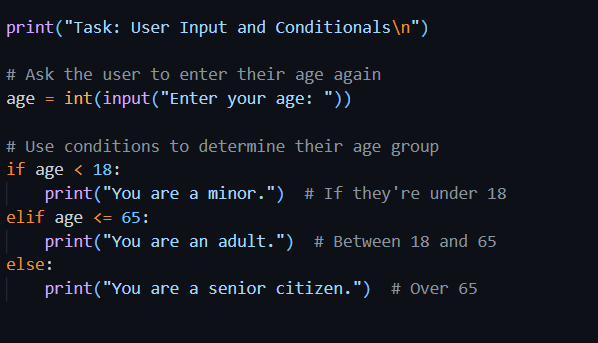 print("Task: User Input and Conditionals\n")
# Ask the user to enter their age again
age = int(input("Enter your age: "))
# Use conditions to determine their age group
if age < 18:
    print("You are a minor.")  # If they're under 18
elif age <= 65:
    print("You are an adult.")  # Between 18 and 65
else:
    print("You are a senior citizen.")  # Over 65